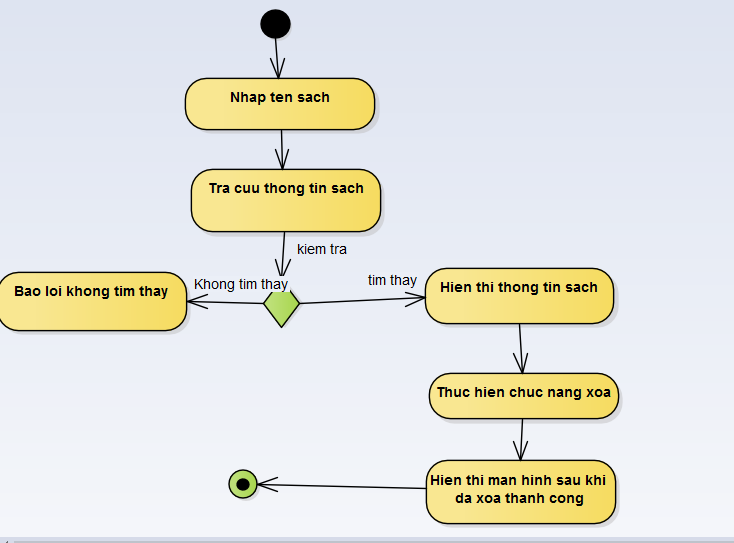 Nhap ten sach
Tra cuu thong tin sach
kiem tra
Khong tim thay
tim thay
Bao loi khong tim thay
Hien thi thong tin sach
Thuc hien chuc nang xoa
Hien thi man hinh sau khi
da xoa thanh cong